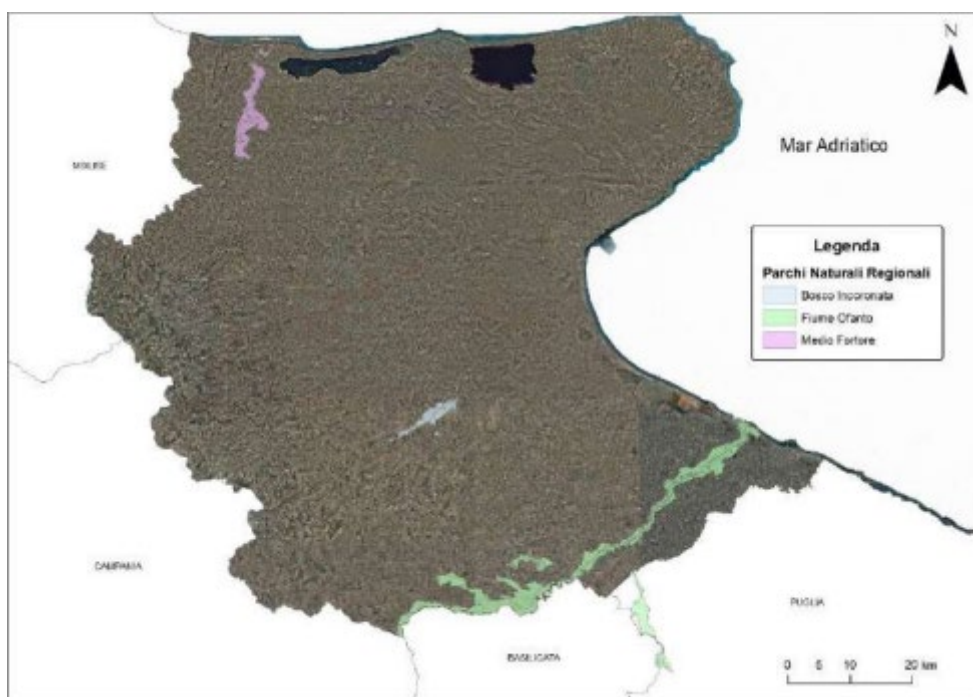 N
Mar Adriatico
MOLISE
Legenda
Parchi Naturali Regionali
Bosco Incoronata
Fiume Ofanto
Medio Fortore
CAMPANIA
PUGLIA
BASILICATA
0 5 10 20 km